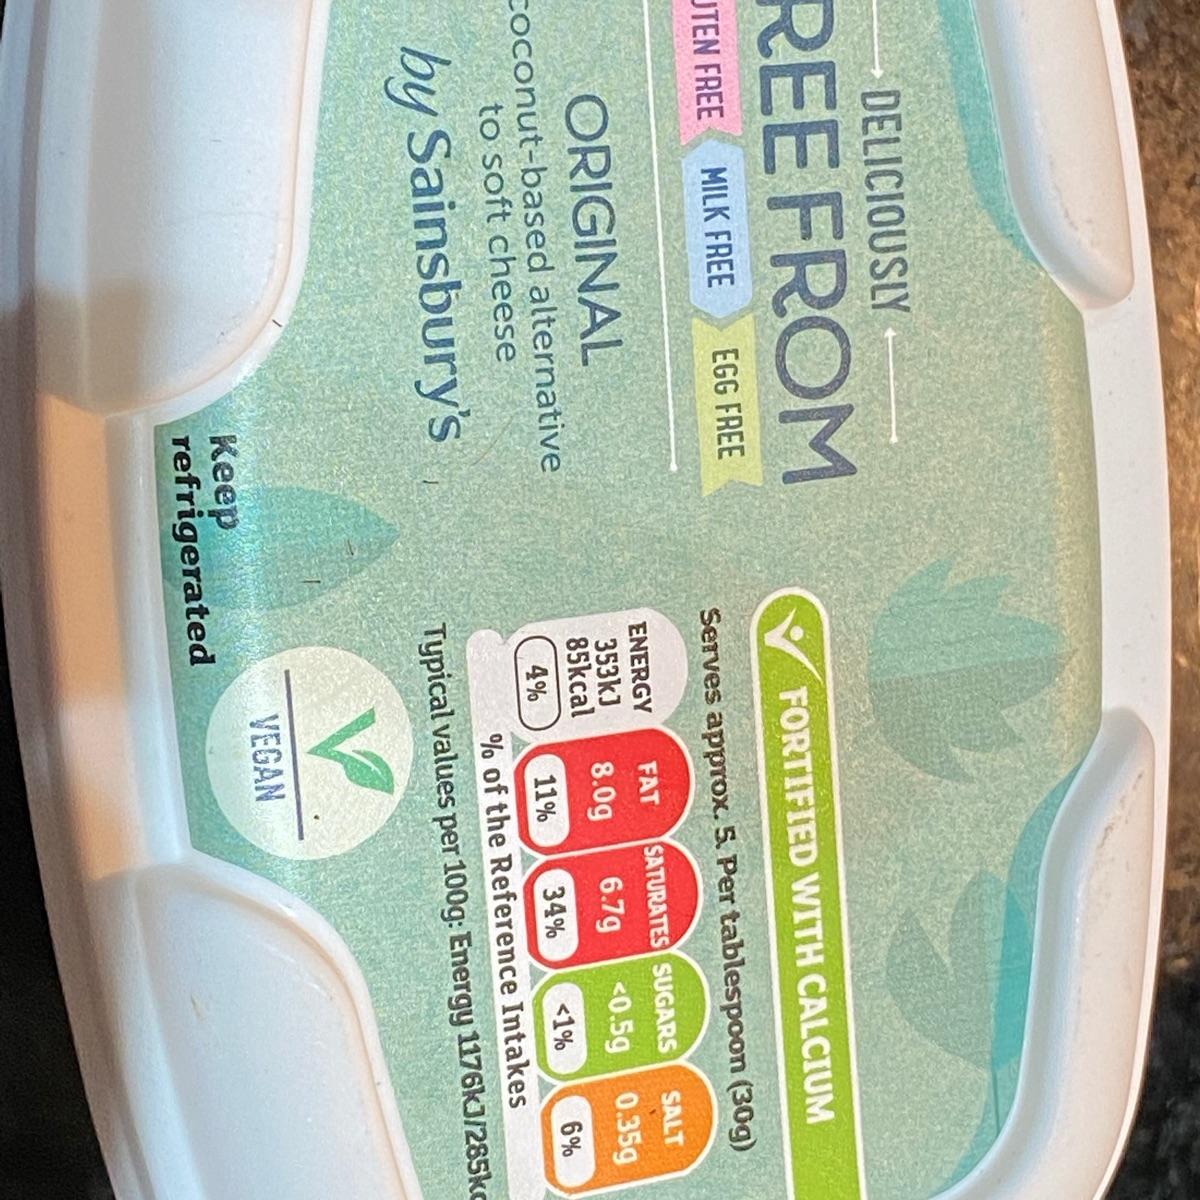 DELICIOUSLY
REE FROM
UTEN FREE
MILK FREE
EGG FREE
ORIGINAL
coconut-based alternative
to soft cheese
by Sainsbury's
Keep
refrigerated
FORTIFIED WITH CALCIUM
Serves approx. 5. Per tablespoon (30g)
ENERGY
353kJ
85kcal
4%
FAT
8.0g
11%
SATURATES
6.7g
34%
SUGARS
<0.5g
<1%
SALT
0.35g
6%
% of the Reference Intakes
Typical values per 100g: Energy 1176kJ/285kc
VEGAN